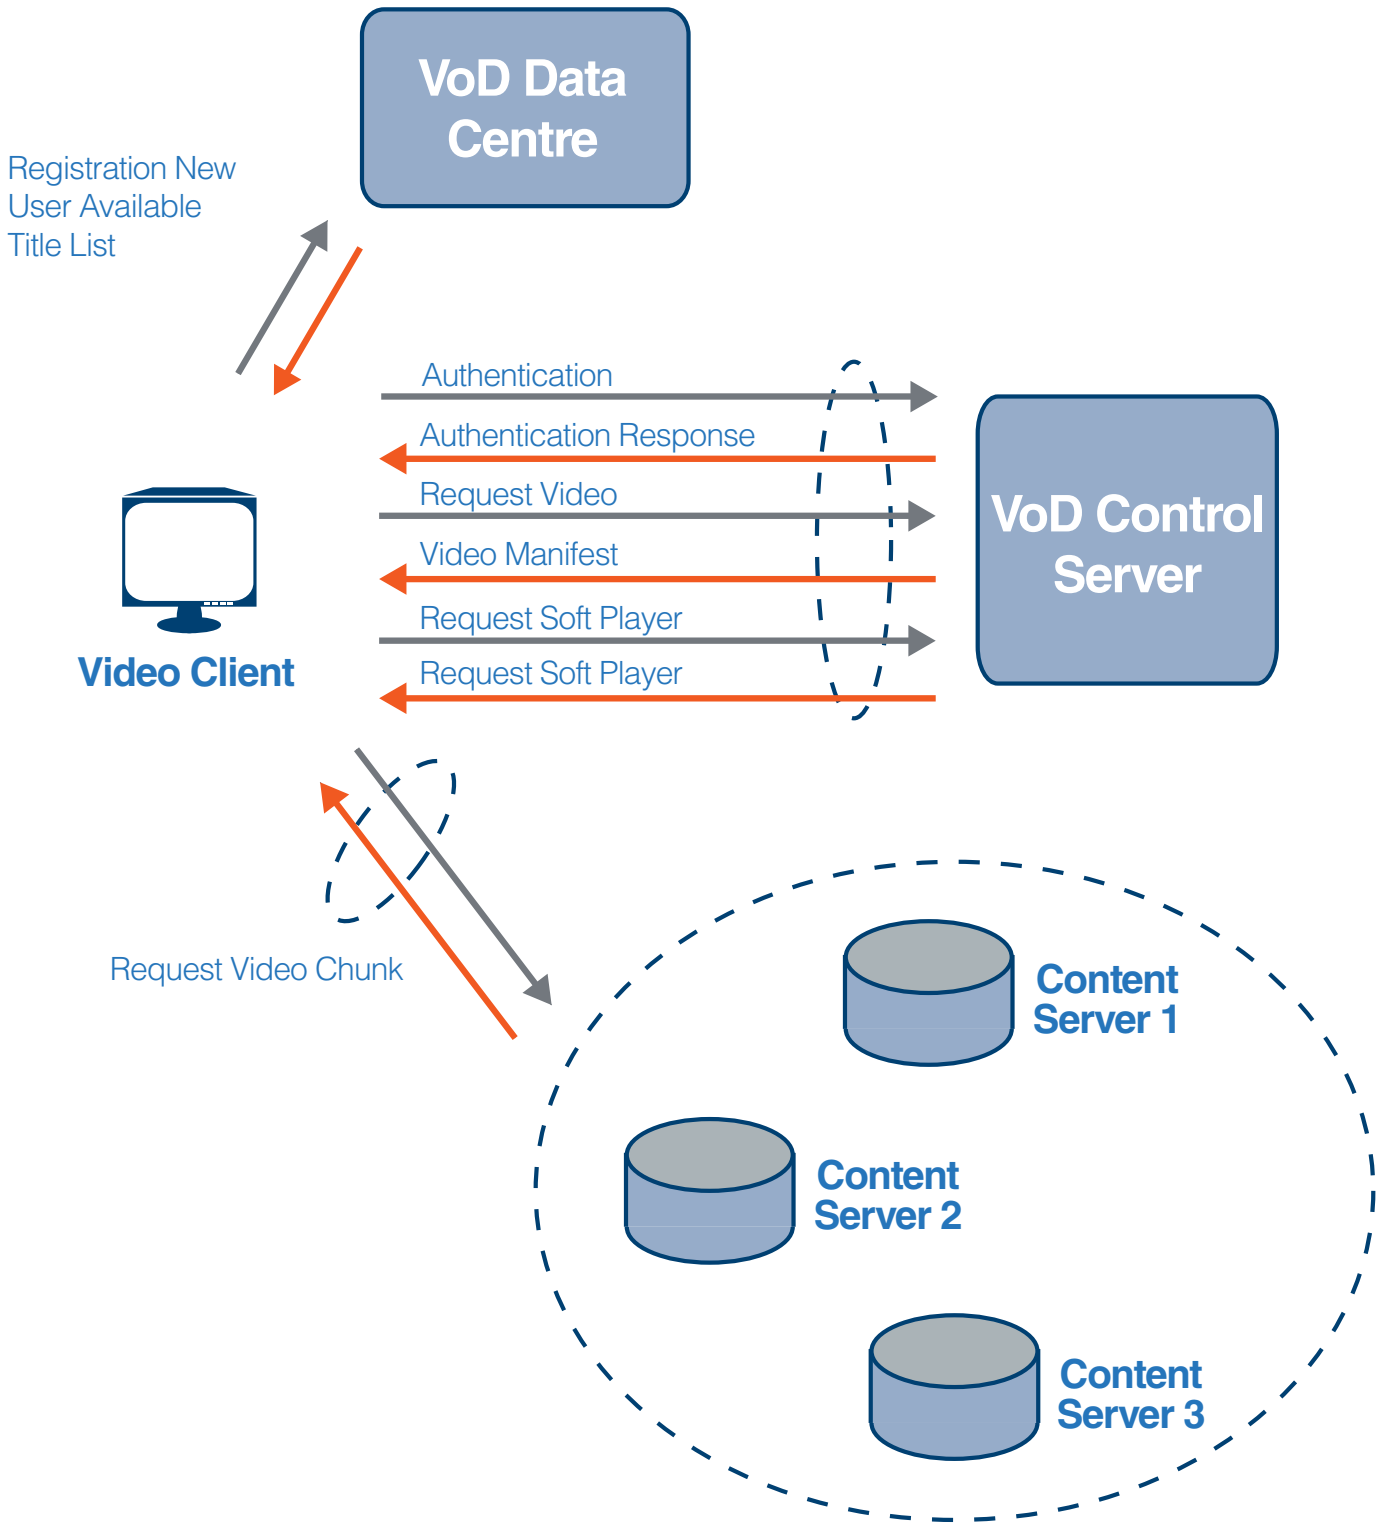 VoD Data
Centre
Registration New
User Available
Title List
Authentication
Authentication Response
Request Video
Video Manifest
Request Soft Player
Request Soft Player
VoD Control
Server
Video Client
Request Video Chunk
Content
Server 1
Content
Server 2
Content
Server 3